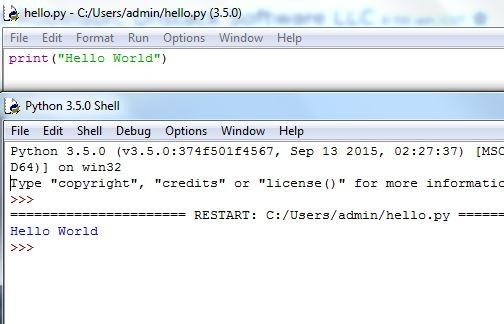 hello.py - C:/Users/admin/hello.py (3.5.0)
File Edit Format Run Options Window Help
print("Hello World")
Python 3.5.0 Shell
File Edit Shell Debug Options Window Help
Python 3.5.0 (v3.5.0:374f501f4567, Sep 13 2015, 02:27:37) [MSC
D64)] on win32
Type "copyright", "credits" or "license()" for more informatic
>>>
===================== RESTART: C:/Users/admin/hello.py ======
Hello World
>>>